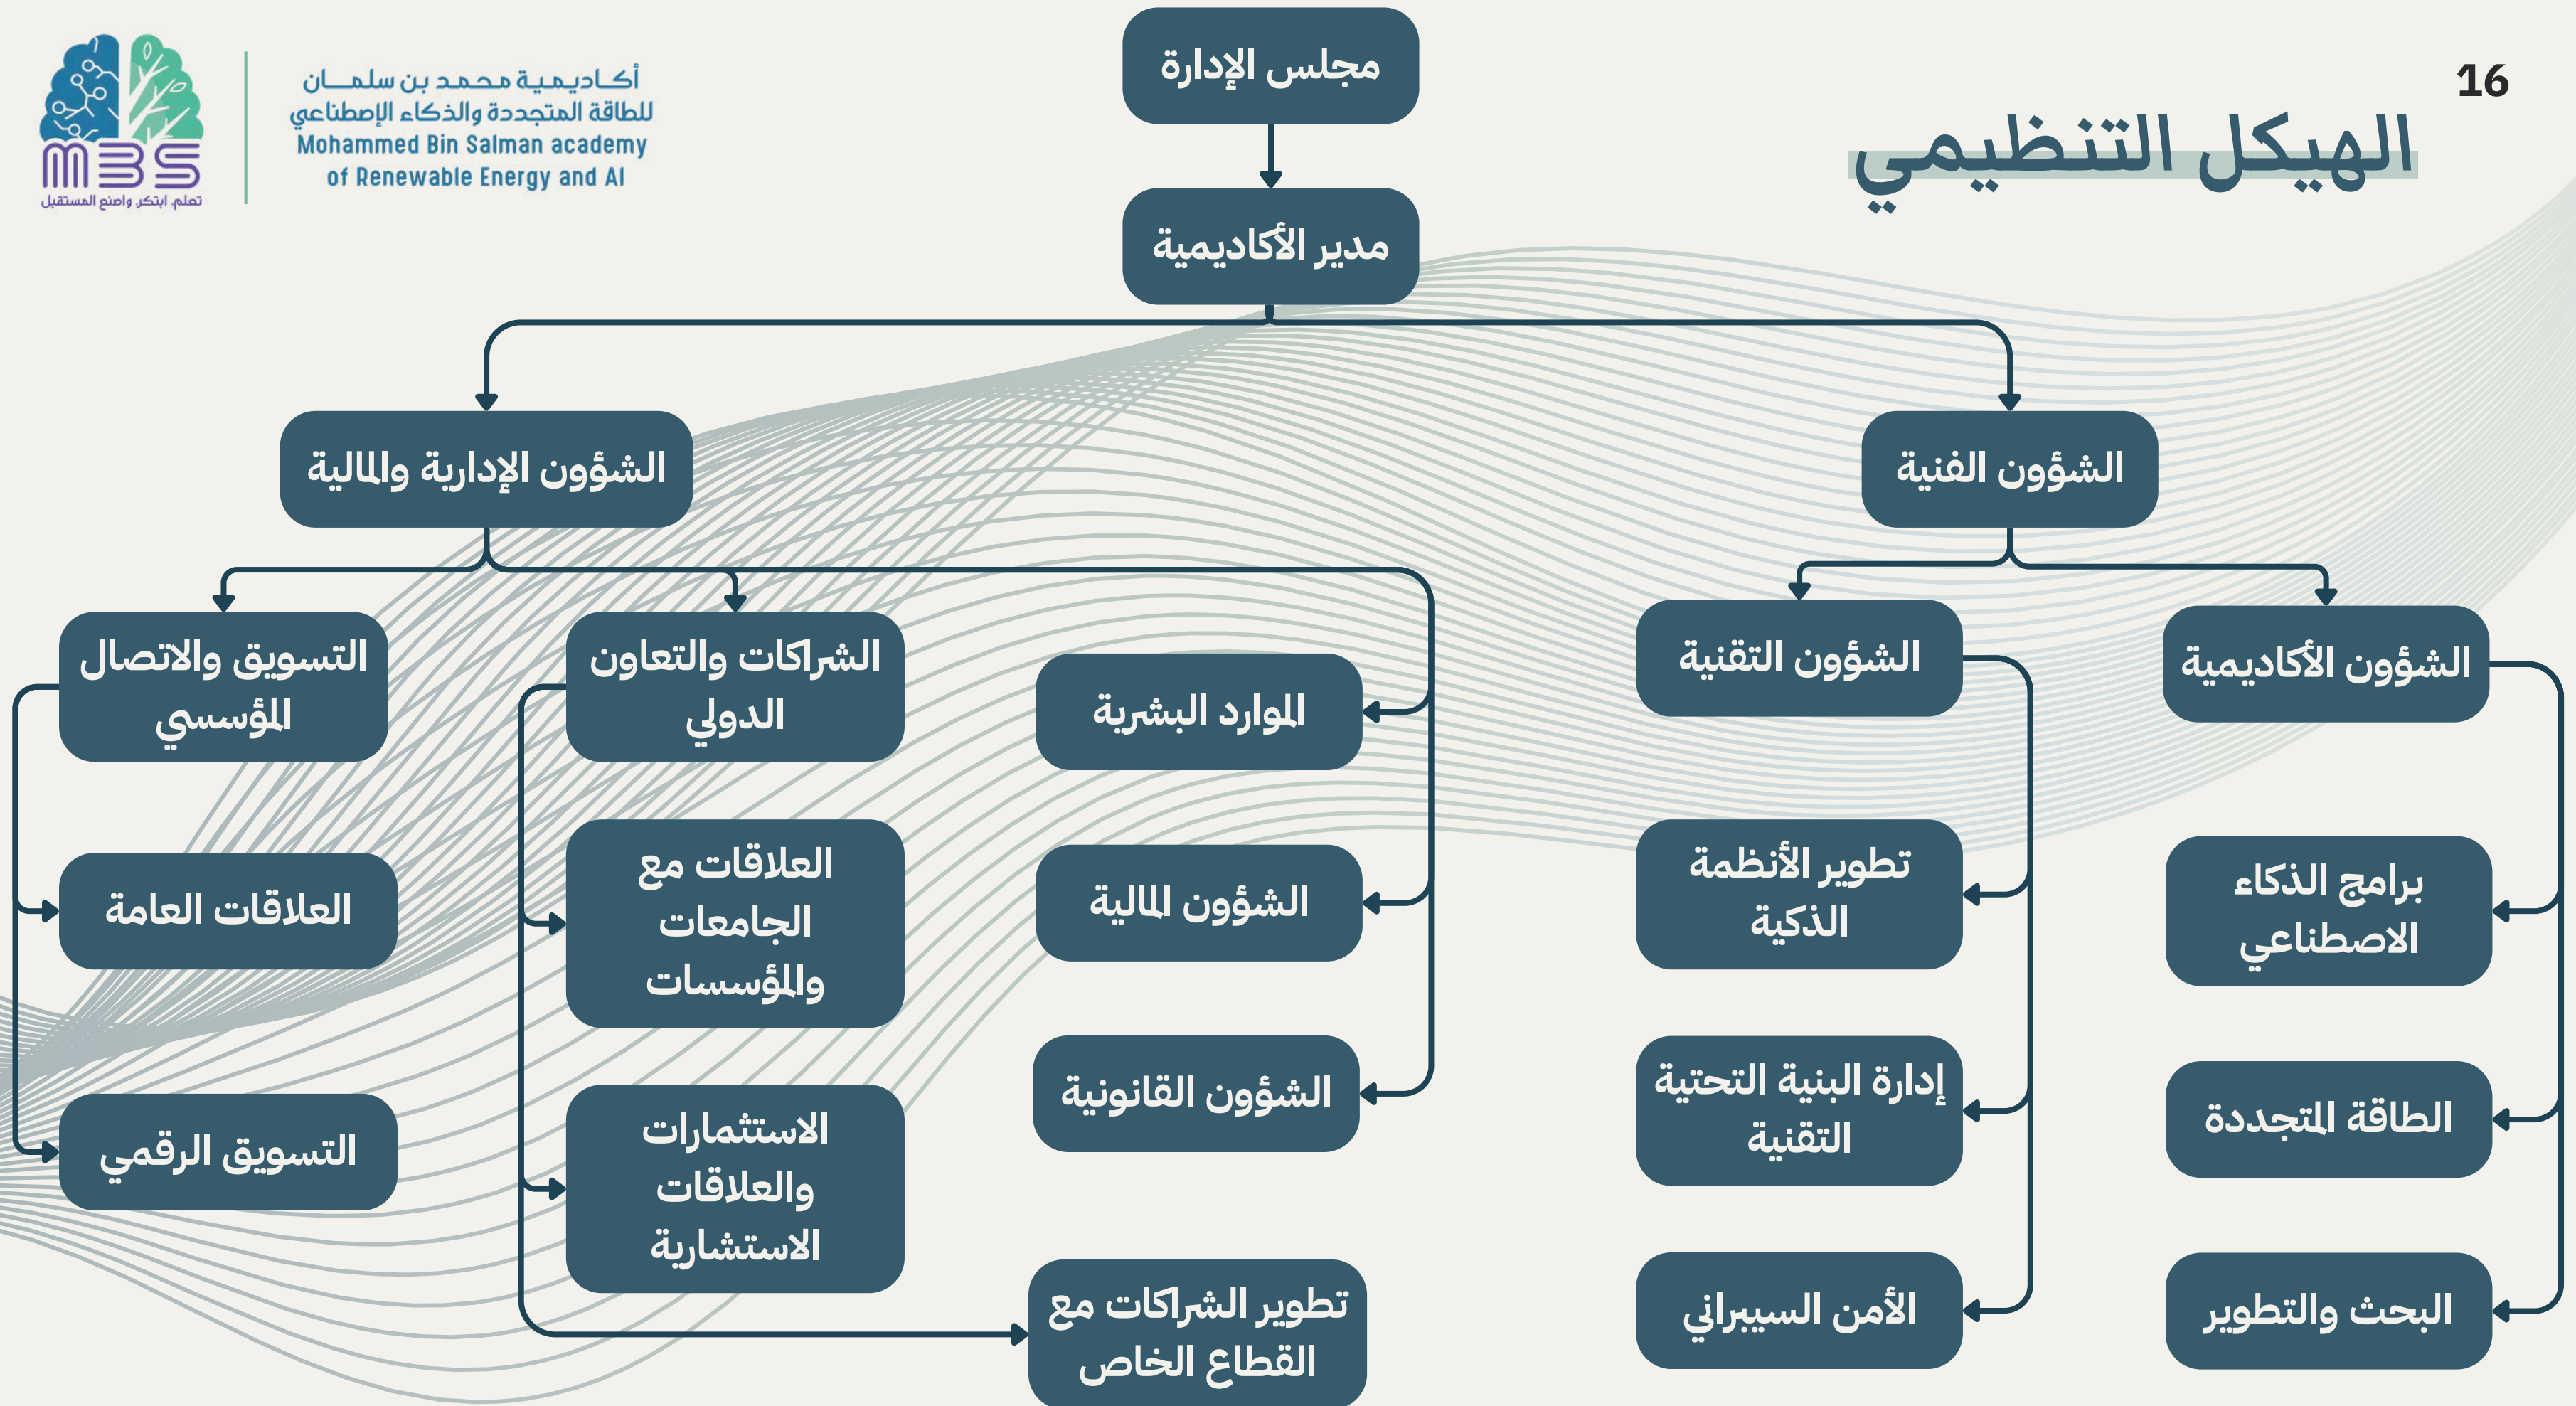 16
الهيكل التنظيمي
أكاديمية محمد بن سلمان
للطاقة المتجددة والذكاء الإصطناعي
Mohammed Bin Salman academy
of Renewable Energy and AI
MBS
تعلم، ابتكر، واصنع المستقبل
مجلس الإدارة
مدير الأكاديمية
الشؤون الفنية
الشؤون الإدارية والمالية
الشؤون الأكاديمية
برامج الذكاء
الاصطناعي
الطاقة المتجددة
البحث والتطوير
الشؤون التقنية
تطوير الأنظمة
الذكية
إدارة البنية التحتية
التقنية
الأمن السيبراني
الموارد البشرية
الشؤون المالية
الشؤون القانونية
الشراكات والتعاون
الدولي
العلاقات مع
الجامعات
والمؤسسات
الاستثمارات
والعلاقات
الاستشارية
تطوير الشراكات مع
القطاع الخاص
التسويق والاتصال
المؤسسي
العلاقات العامة
التسويق الرقمي